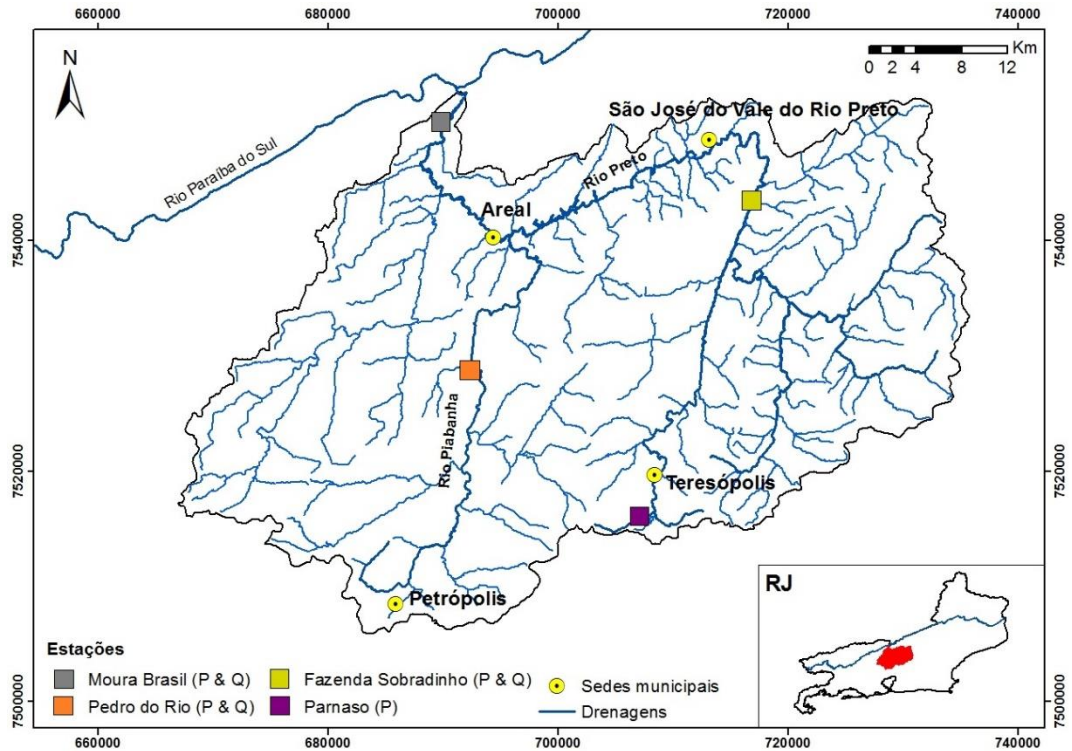 660000 680000 700000 720000 740000
N
Km
0 2 4 8 12
São José do Vale do Rio Preto
Rio Paraíba do Sul
Rio Preto
Areal
7540000 7540000
Rio Piabanha
7520000 7520000
Teresópolis
Petrópolis
RJ
Estações
Moura Brasil (P & Q)
Fazenda Sobradinho (P & Q)
Sedes municipais
Pedro do Rio (P & Q)
Parnaso (P)
Drenagens
7500000 7500000
660000 680000 700000 720000 740000